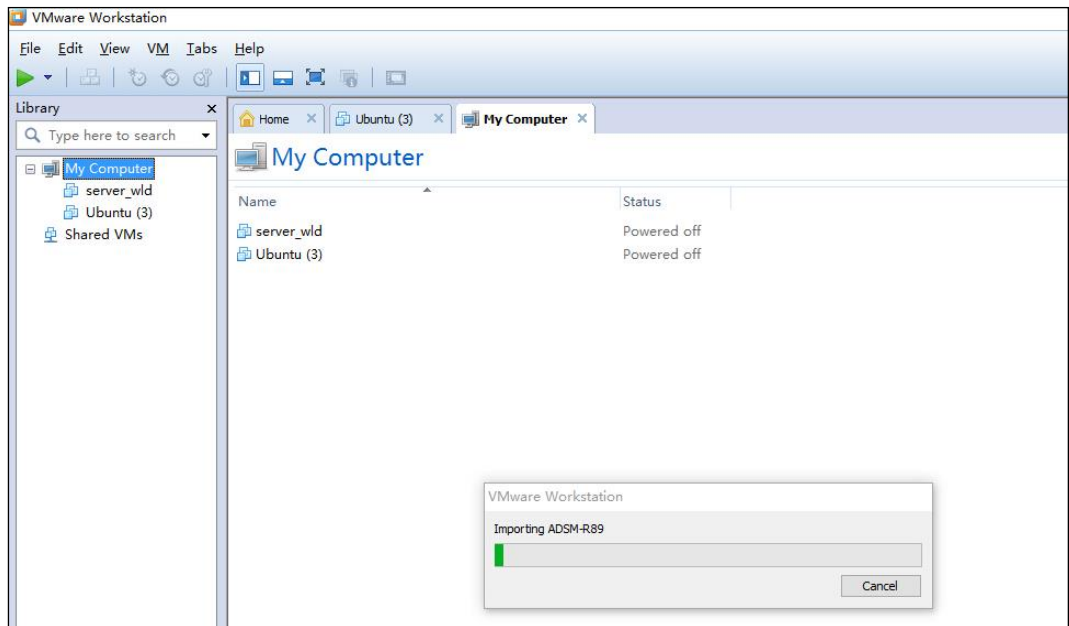 VMware Workstation
File Edit View VM Tabs Help
Library
Type here to search
My Computer
server_wld
Ubuntu (3)
Shared VMs
Home Ubuntu (3) My Computer
My Computer
Name Status
server_wld Powered off
Ubuntu (3) Powered off
VMware Workstation
Importing ADSM-R89
Cancel